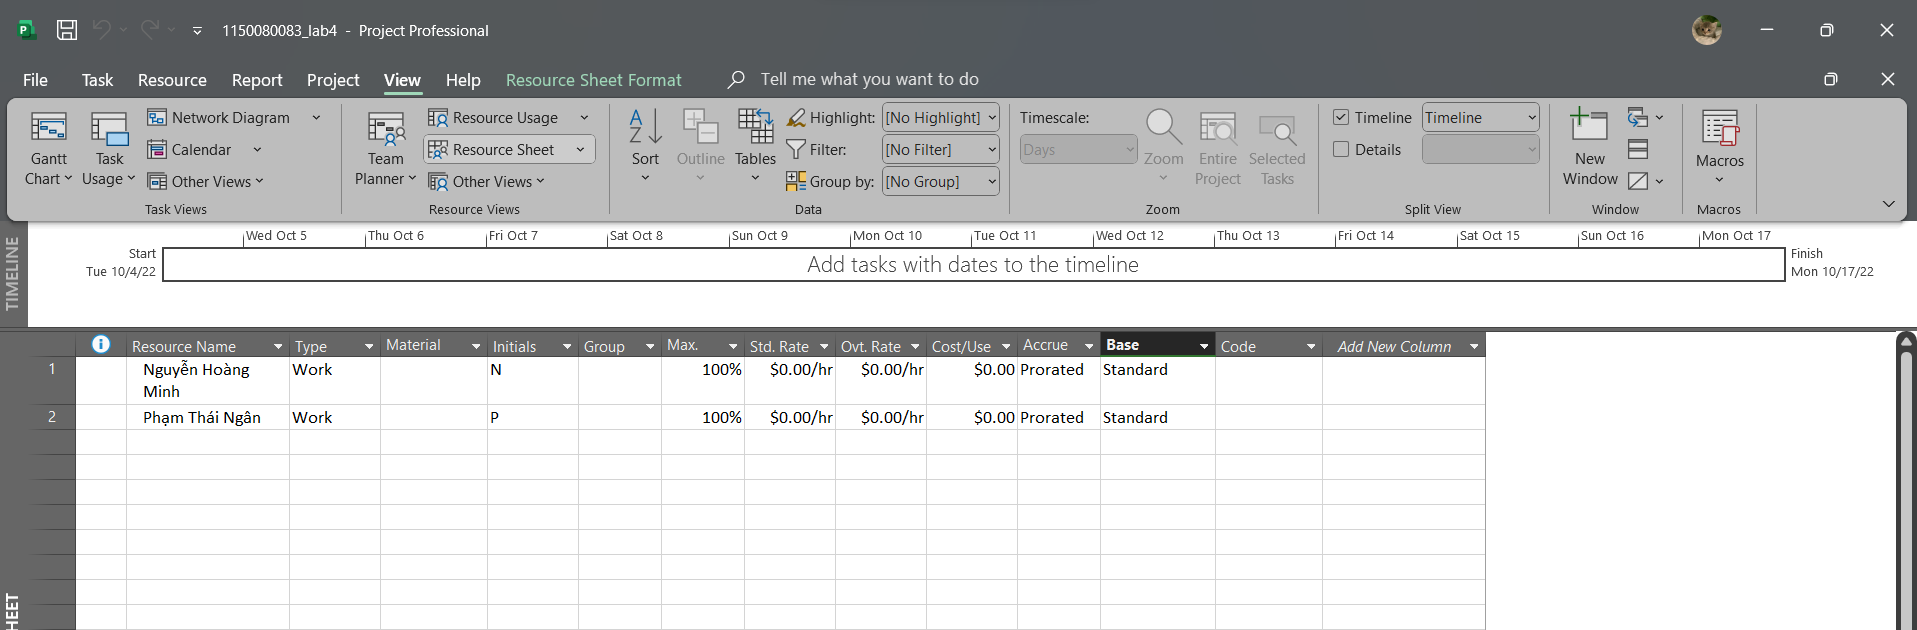 1150080083_lab4 - Project Professional
File Task Resource Report Project View Help Resource Sheet Format Tell me what you want to do
Gantt Chart
Task Usage
Network Diagram
Calendar
Other Views
Task Views
Team Planner
Resource Usage
Resource Sheet
Other Views
Resource Views
Sort
Outline
Tables
Highlight: [No Highlight]
Filter: [No Filter]
Group by: [No Group]
Data
Timescale:
Days
Zoom
Entire Project
Selected Tasks
Zoom
Timeline Timeline
Details
Split View
New Window
Window
Macros
Macros
TIMELINE
Wed Oct 5 Thu Oct 6 Fri Oct 7 Sat Oct 8 Sun Oct 9 Mon Oct 10 Tue Oct 11 Wed Oct 12 Thu Oct 13 Fri Oct 14 Sat Oct 15 Sun Oct 16 Mon Oct 17
Start
Tue 10/4/22
Add tasks with dates to the timeline
Finish
Mon 10/17/22
Resource Name Type Material Initials Group Max. Std. Rate Ovt. Rate Cost/Use Accrue Base Code Add New Column
1 Nguyễn Hoàng Minh Work N 100% $0.00/hr $0.00/hr $0.00 Prorated Standard
2 Phạm Thái Ngân Work P 100% $0.00/hr $0.00/hr $0.00 Prorated Standard